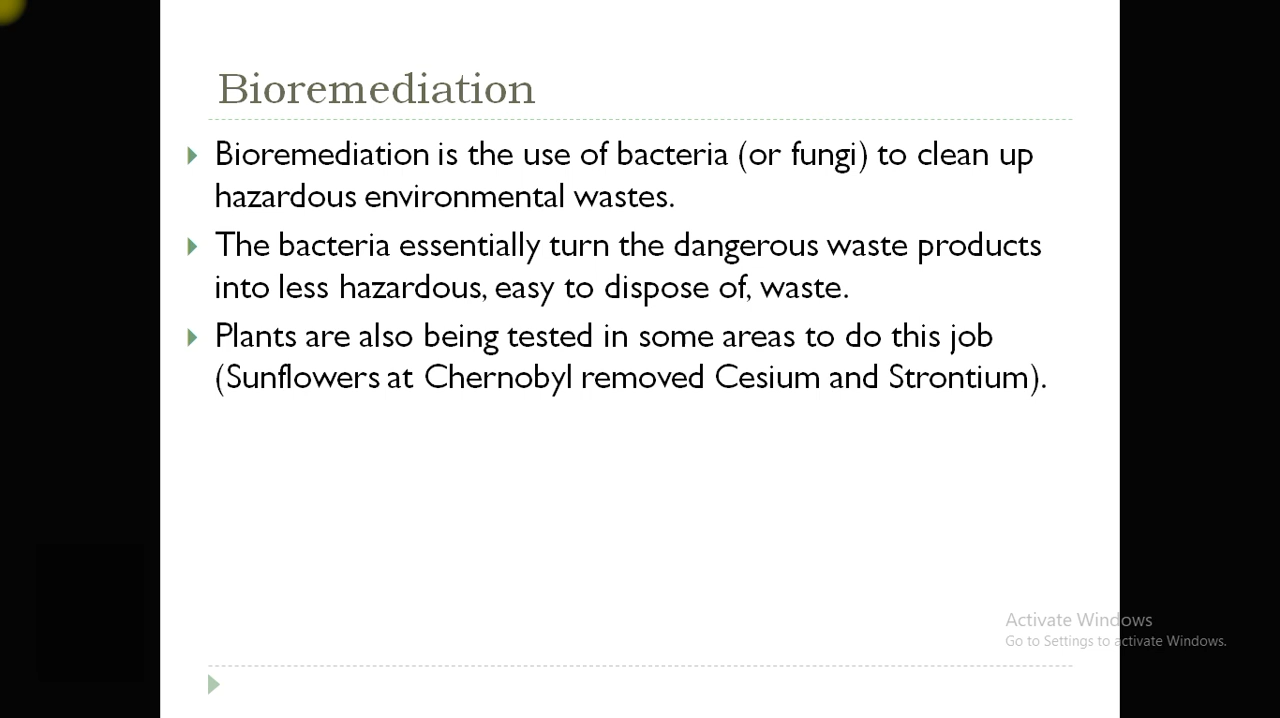 Bioremediation
Bioremediation is the use of bacteria (or fungi) to clean up
hazardous environmental wastes.
The bacteria essentially turn the dangerous waste products
into less hazardous, easy to dispose of, waste.
Plants are also being tested in some areas to do this job
(Sunflowers at Chernobyl removed Cesium and Strontium).
Activate Windows
Go to Settings to activate Windows.